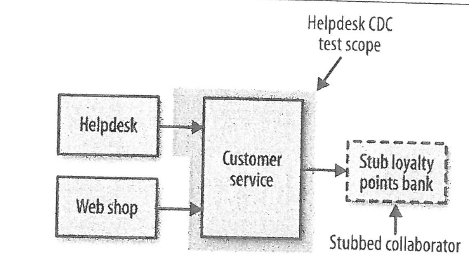 Helpdesk CDC
test scope
Helpdesk
Customer
service
Web shop
Stub loyalty
points bank
Stubbed collaborator